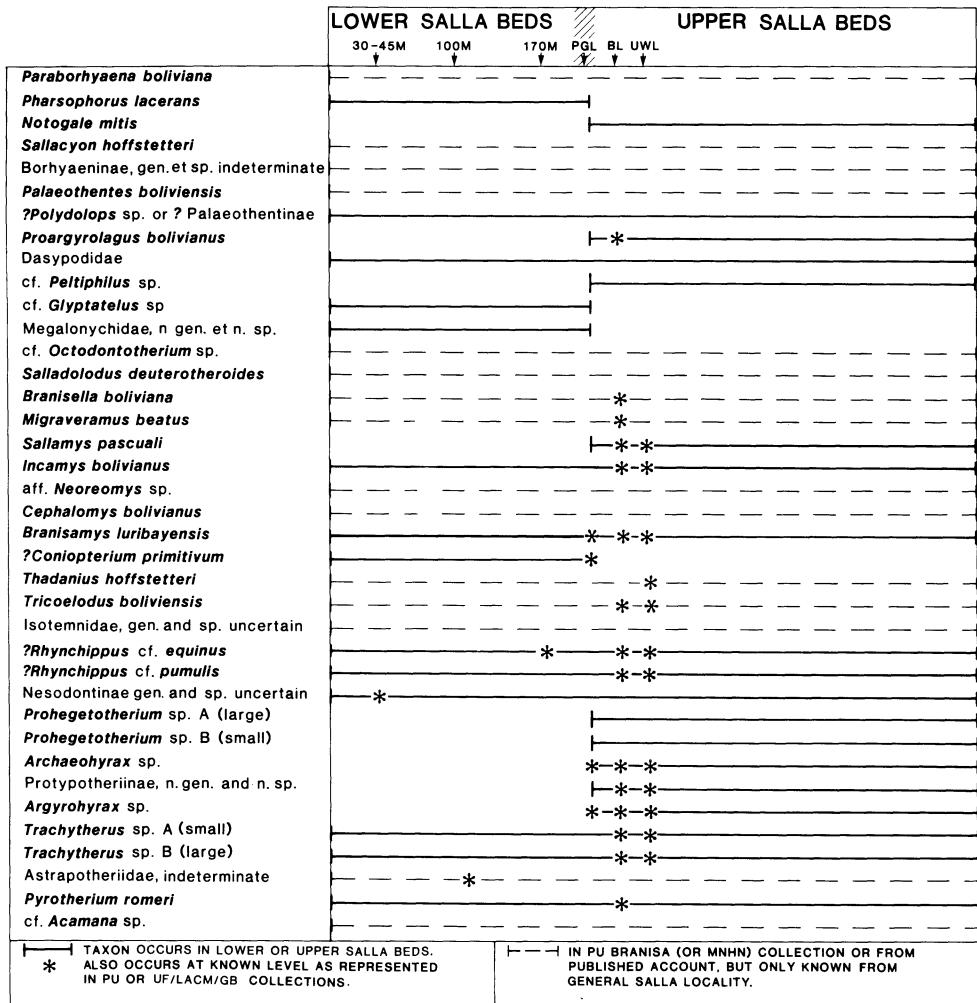 LOWER SALLA BEDS UPPER SALLA BEDS
30-45M 100M 170M PGL BL UWL
Paraborhyaena boliviana
Pharsophorus lacerans
Notogale mitis
Sallacyon hoffstetteri
Borhyaeninae, gen. et sp. indeterminate
Palaeothentes boliviensis
?Polydolops sp. or ? Palaeothentinae
Proargyrolagus bolivianus
Dasypodidae
cf. Peltiphilus sp.
cf. Glyptatelus sp
Megalonychidae, n gen. et n. sp.
cf. Octodontotherium sp.
Salladolodus deuterotheroides
Branisella boliviana
Migraveramus beatus
Sallamys pascuali
Incamys bolivianus
aff. Neoreomys sp.
Cephalomys bolivianus
Branisamys luribayensis
?Coniopterium primitivum
Thadanius hoffstetteri
Tricoelodus boliviensis
Isotemnidae, gen. and sp. uncertain
?Rhynchippus cf. equinus
?Rhynchippus cf. pumulis
Nesodontinae gen. and sp. uncertain
Prohegetotherium sp. A (large)
Prohegetotherium sp. B (small)
Archaeohyrax sp.
Protypotheriinae, n. gen. and n. sp.
Argyrohyrax sp.
Trachytherus sp. A (small)
Trachytherus sp. B (large)
Astrapotheriidae, indeterminate
Pyrotherium romeri
cf. Acamana sp.
TAXON OCCURS IN LOWER OR UPPER SALLA BEDS.
* ALSO OCCURS AT KNOWN LEVEL AS REPRESENTED
IN PU OR UF/LACM/GB COLLECTIONS.
IN PU BRANISA (OR MNHN) COLLECTION OR FROM
PUBLISHED ACCOUNT, BUT ONLY KNOWN FROM
GENERAL SALLA LOCALITY.